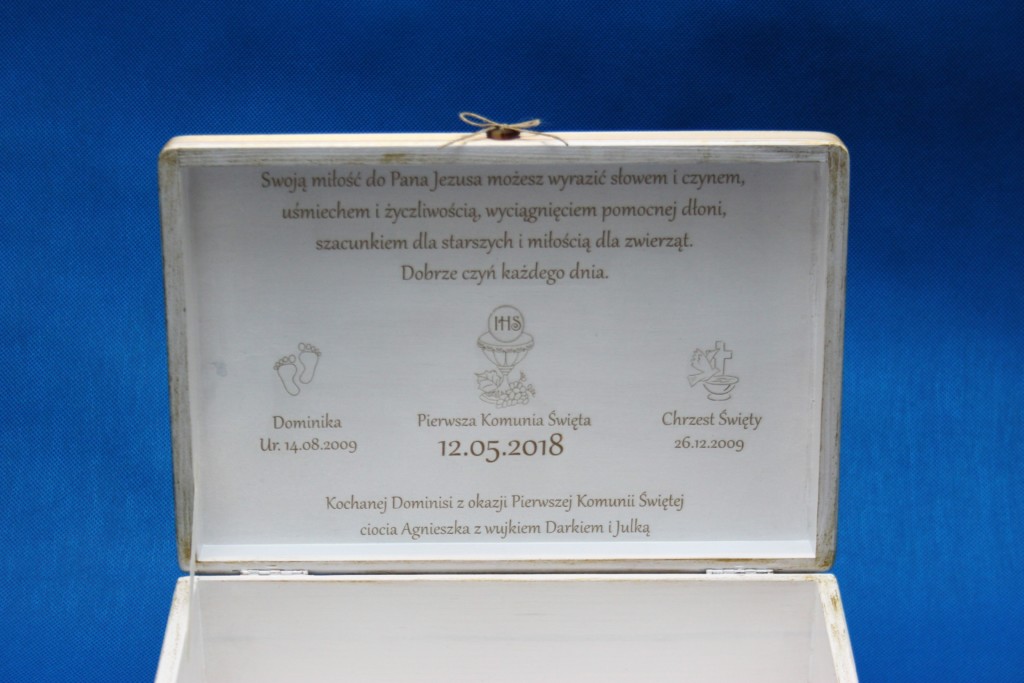 Swoją miłość do Pana Jezusa możesz wyrazić słowem i czynem,
uśmiechem i życzliwością, wyciągnięciem pomocnej dłoni,
szacunkiem dla starszych i miłością dla zwierząt.
Dobrze czyń każdego dnia.
IHS
Dominika
Ur. 14.08.2009
Pierwsza Komunia Święta
12.05.2018
Chrzest Święty
26.12.2009
Kochanej Dominisi z okazji Pierwszej Komunii Świętej
ciocia Agnieszka z wujkiem Darkiem i Julką